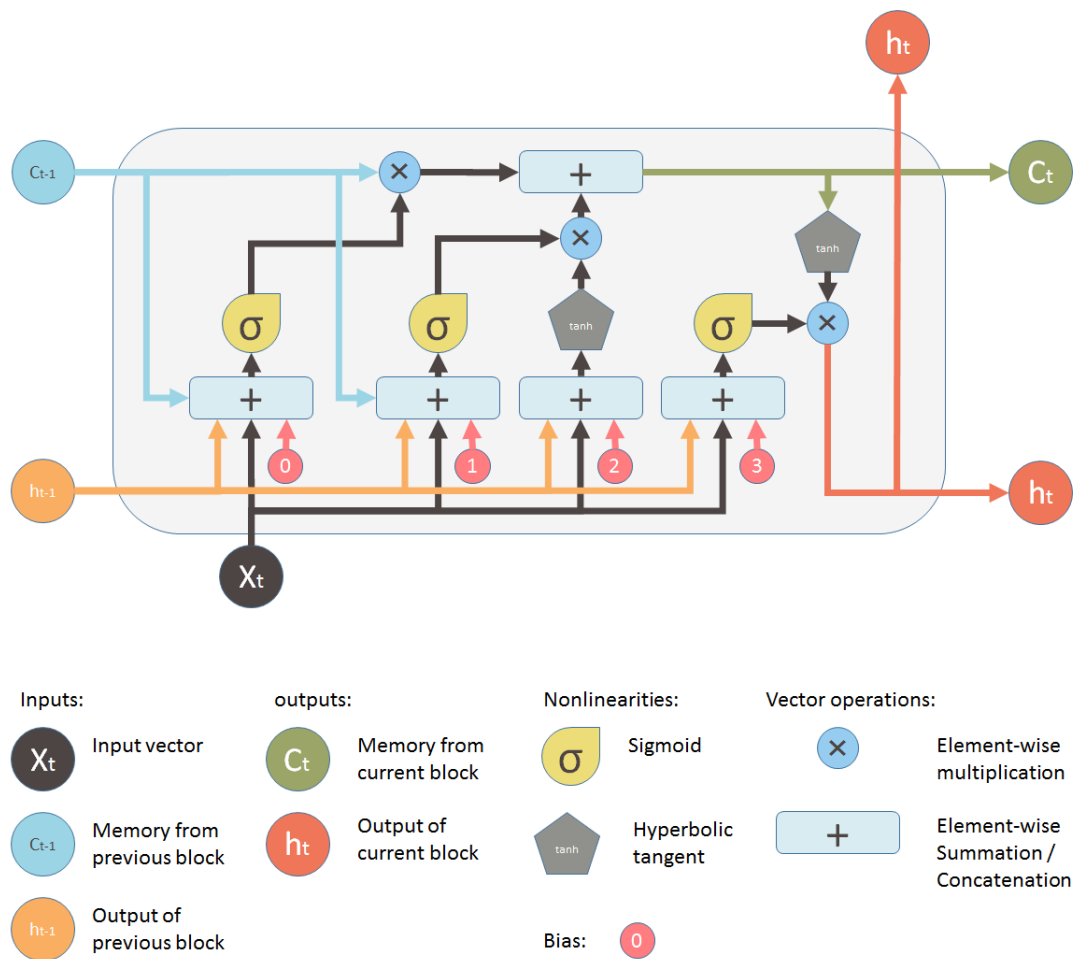 ht
Ct-1
×
+
Ct
×
tanh
σ
σ
tanh
σ
×
+
+
+
+
0
1
2
3
ht-1
ht
Xt
Inputs:
outputs:
Nonlinearities:
Vector operations:
Xt
Input vector
Ct
Memory from
current block
σ
Sigmoid
×
Element-wise
multiplication
Ct-1
Memory from
previous block
ht
Output of
current block
tanh
Hyperbolic
tangent
+
Element-wise
Summation /
Concatenation
ht-1
Output of
previous block
Bias:
0